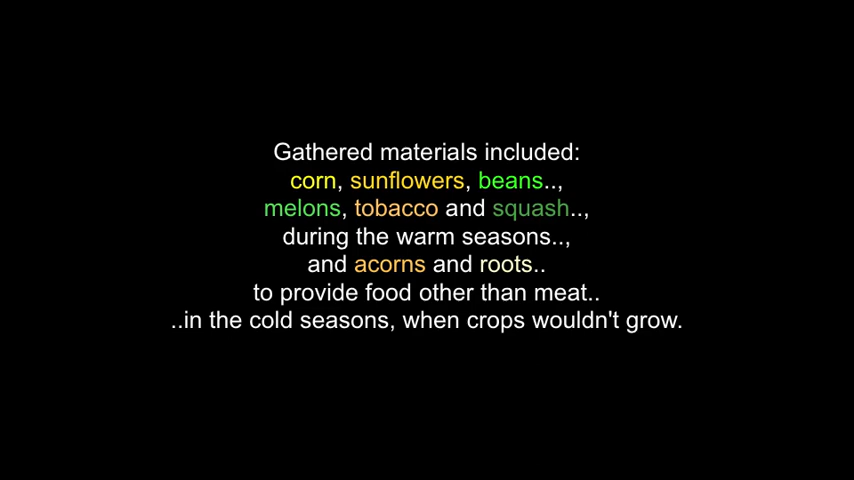 Gathered materials included:
corn, sunflowers, beans..,
melons, tobacco and squash..,
during the warm seasons..,
and acorns and roots..
to provide food other than meat..
..in the cold seasons, when crops wouldn't grow.